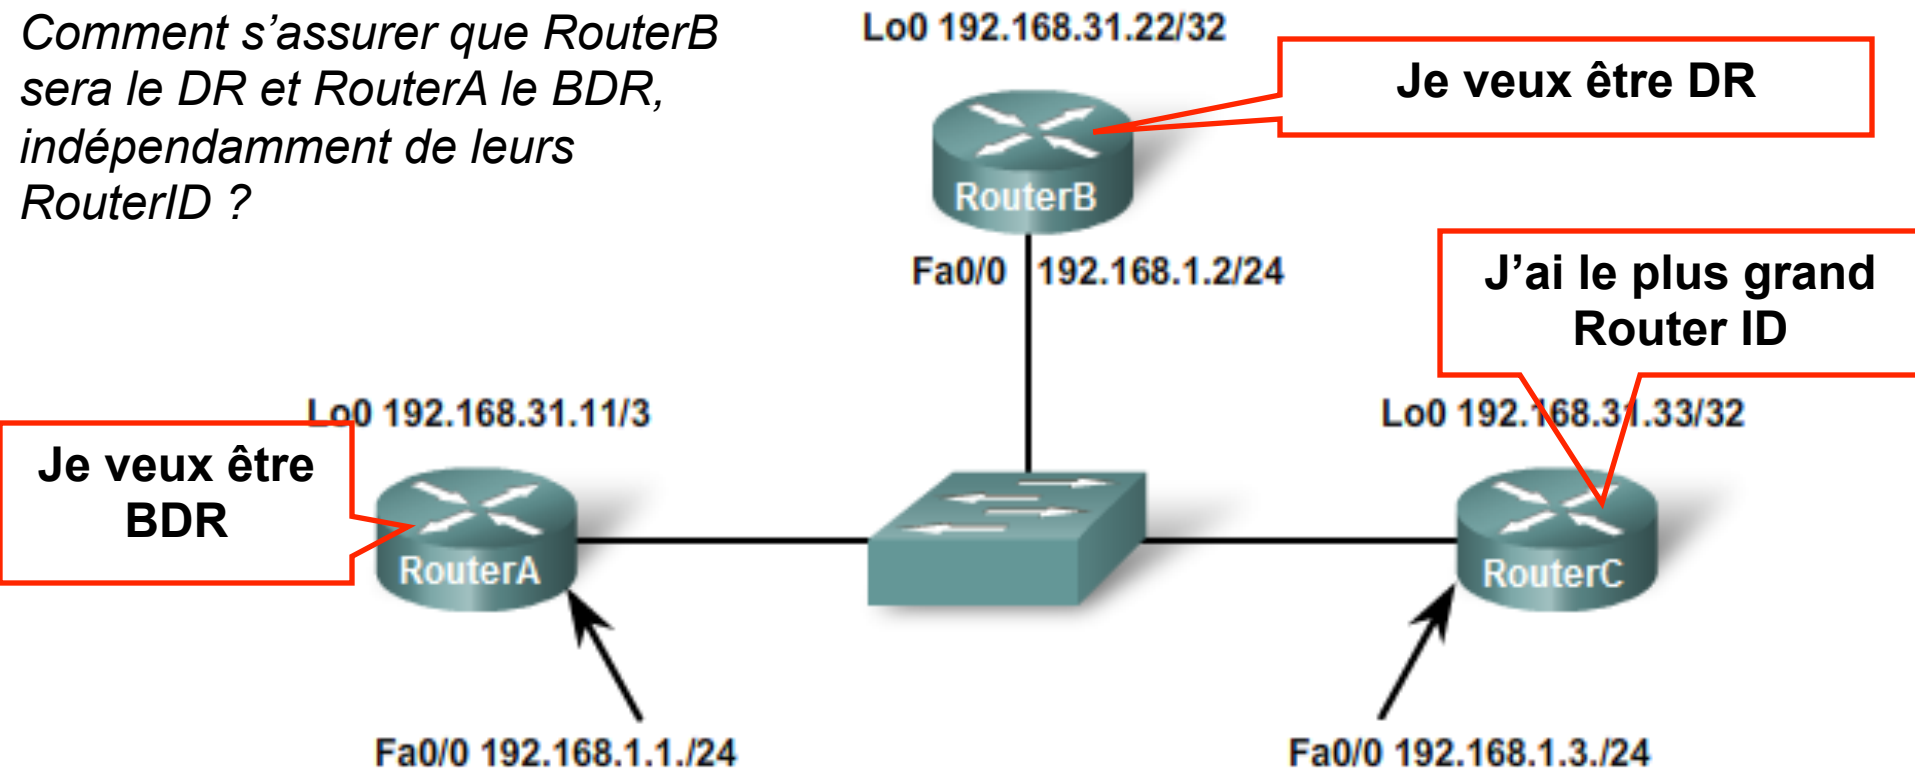 Comment s’assurer que RouterB
sera le DR et RouterA le BDR,
indépendamment de leurs
RouterID ?
Lo0 192.168.31.22/32
Je veux être DR
RouterB
Fa0/0 192.168.1.2/24
J’ai le plus grand
Router ID
Lo0 192.168.31.11/3
Lo0 192.168.31.33/32
Je veux être
BDR
RouterA
RouterC
Fa0/0 192.168.1.1./24
Fa0/0 192.168.1.3./24